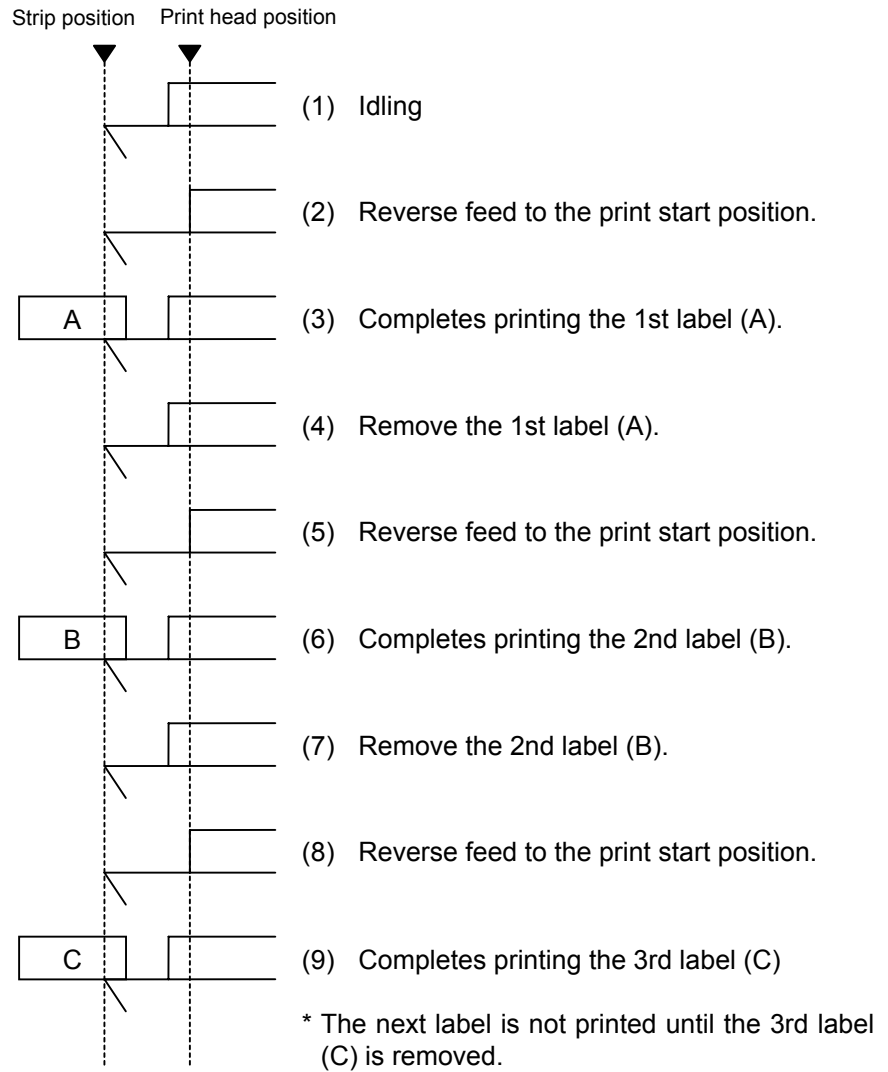 Strip position Print head position
(1) Idling
(2) Reverse feed to the print start position.
A (3) Completes printing the 1st label (A).
(4) Remove the 1st label (A).
(5) Reverse feed to the print start position.
B (6) Completes printing the 2nd label (B).
(7) Remove the 2nd label (B).
(8) Reverse feed to the print start position.
C (9) Completes printing the 3rd label (C)
* The next label is not printed until the 3rd label
(C) is removed.